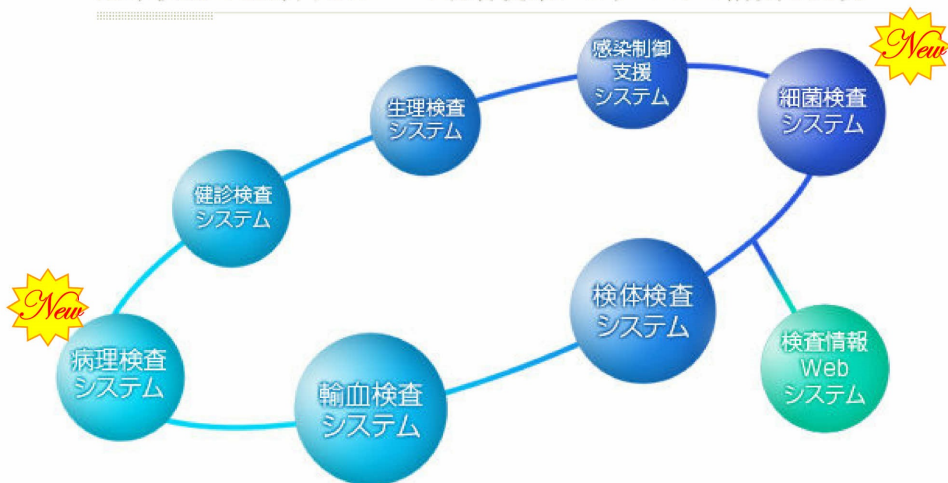 感染制御
支援
システム
New
細菌検査
システム
生理検査
システム
健診検査
システム
New
病理検査
システム
輸血検査
システム
検体検査
システム
検査情報
Web
システム